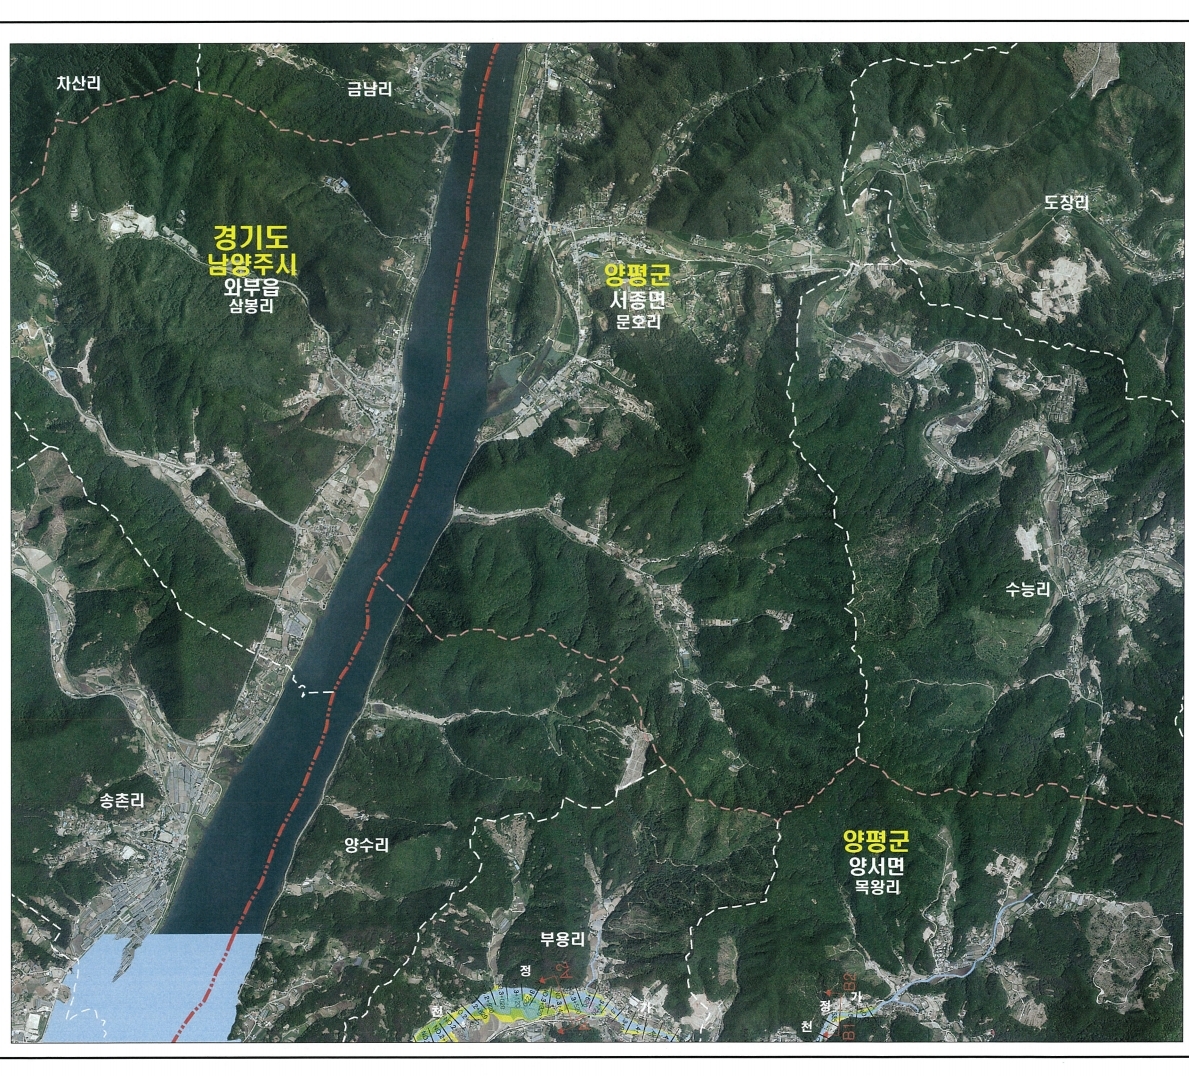 차산리
금남리
도장리
경기도
남양주시
와부읍
삼봉리
양평군
서종면
문호리
수능리
송촌리
양수리
양평군
양서면
목왕리
부용리
정
A2
천
가
B2
가
정
천
B1